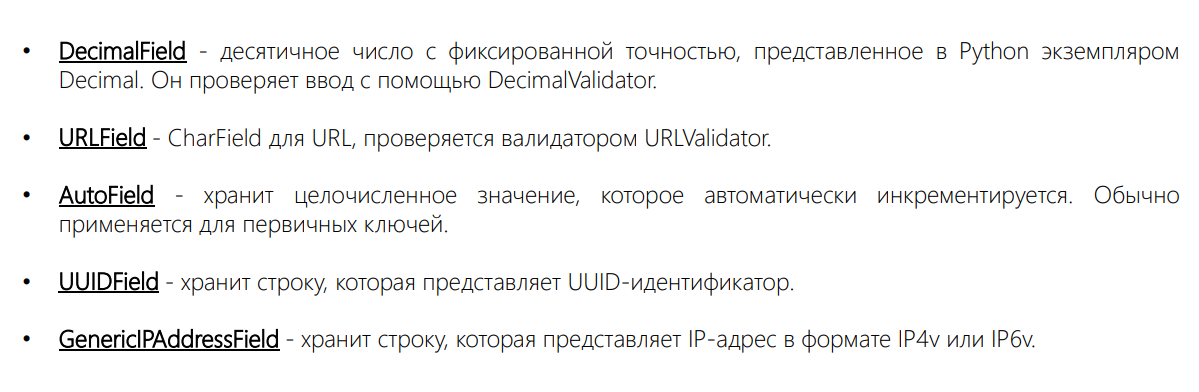 • DecimalField - десятичное число с фиксированной точностью, представленное в Python экземпляром
Decimal. Он проверяет ввод с помощью DecimalValidator.
• URLField - CharField для URL, проверяется валидатором URLValidator.
• AutoField - хранит целочисленное значение, которое автоматически инкрементируется. Обычно
применяется для первичных ключей.
• UUIDField - хранит строку, которая представляет UUID-идентификатор.
• GenericIPAddressField - хранит строку, которая представляет IP-адрес в формате IP4v или IP6v.